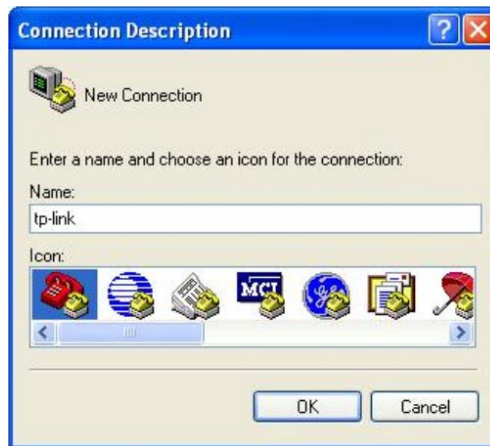 Connection Description
New Connection
Enter a name and choose an icon for the connection:
Name:
tp-link
Icon:
MCI
OK
Cancel